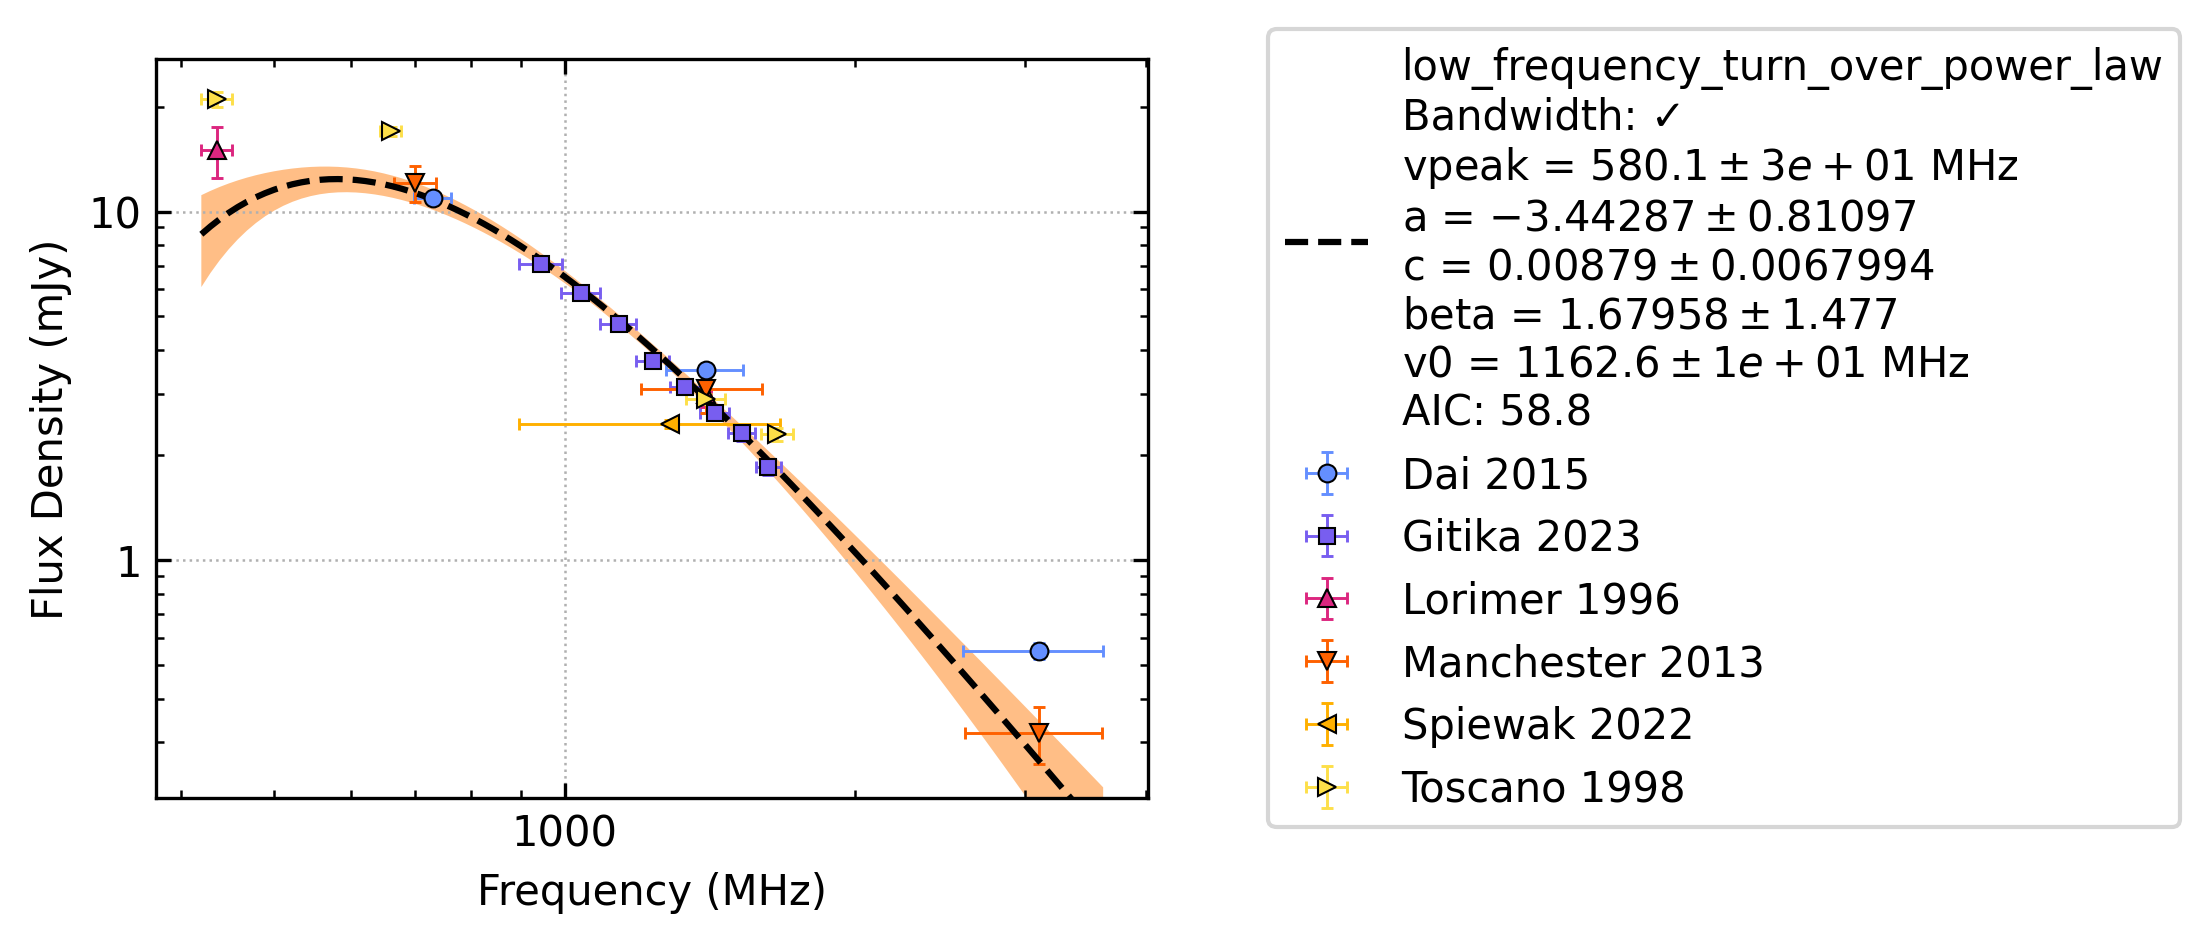 Flux Density (mJy)
10
1
1000
Frequency (MHz)
low_frequency_turn_over_power_law
Bandwidth: ✓
vpeak = 580.1 ± 3e + 01 MHz
a = −3.44287 ± 0.81097
c = 0.00879 ± 0.0067994
beta = 1.67958 ± 1.477
v0 = 1162.6 ± 1e + 01 MHz
AIC: 58.8
Dai 2015
Gitika 2023
Lorimer 1996
Manchester 2013
Spiewak 2022
Toscano 1998